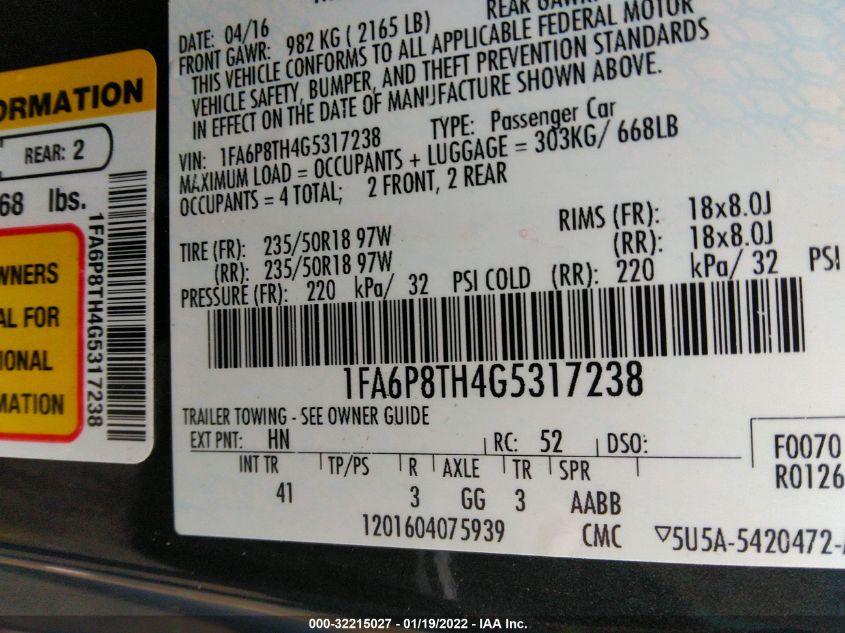 ORMATION
REAR: 2
68 lbs.
WNERS
AL FOR
IONAL
MATION
1FA6P8TH4G5317238
REAR GAWR
DATE: 04/16
FRONT GAWR: 982 KG ( 2165 LB)
THIS VEHICLE CONFORMS TO ALL APPLICABLE FEDERAL MOTOR
VEHICLE SAFETY, BUMPER, AND THEFT PREVENTION STANDARDS
IN EFFECT ON THE DATE OF MANUFACTURE SHOWN ABOVE.
VIN: 1FA6P8TH4G5317238 TYPE: Passenger Car
MAXIMUM LOAD = OCCUPANTS + LUGGAGE = 303KG/ 668LB
OCCUPANTS = 4 TOTAL; 2 FRONT, 2 REAR
TIRE (FR): 235/50R18 97W RIMS (FR): 18x8.0J
(RR): 235/50R18 97W (RR): 18x8.0J
PRESSURE (FR): 220 kPa/ 32 PSI COLD (RR): 220 kPa/ 32 PSI
1FA6P8TH4G5317238
TRAILER TOWING - SEE OWNER GUIDE
EXT PNT: HN RC: 52 DSO:
INT TR TP/PS R AXLE TR SPR
41 3 GG 3 AABB
F0070
R0126
1201604075939 CMC ▽5U5A-5420472-
000-32215027 - 01/19/2022 - IAA Inc.